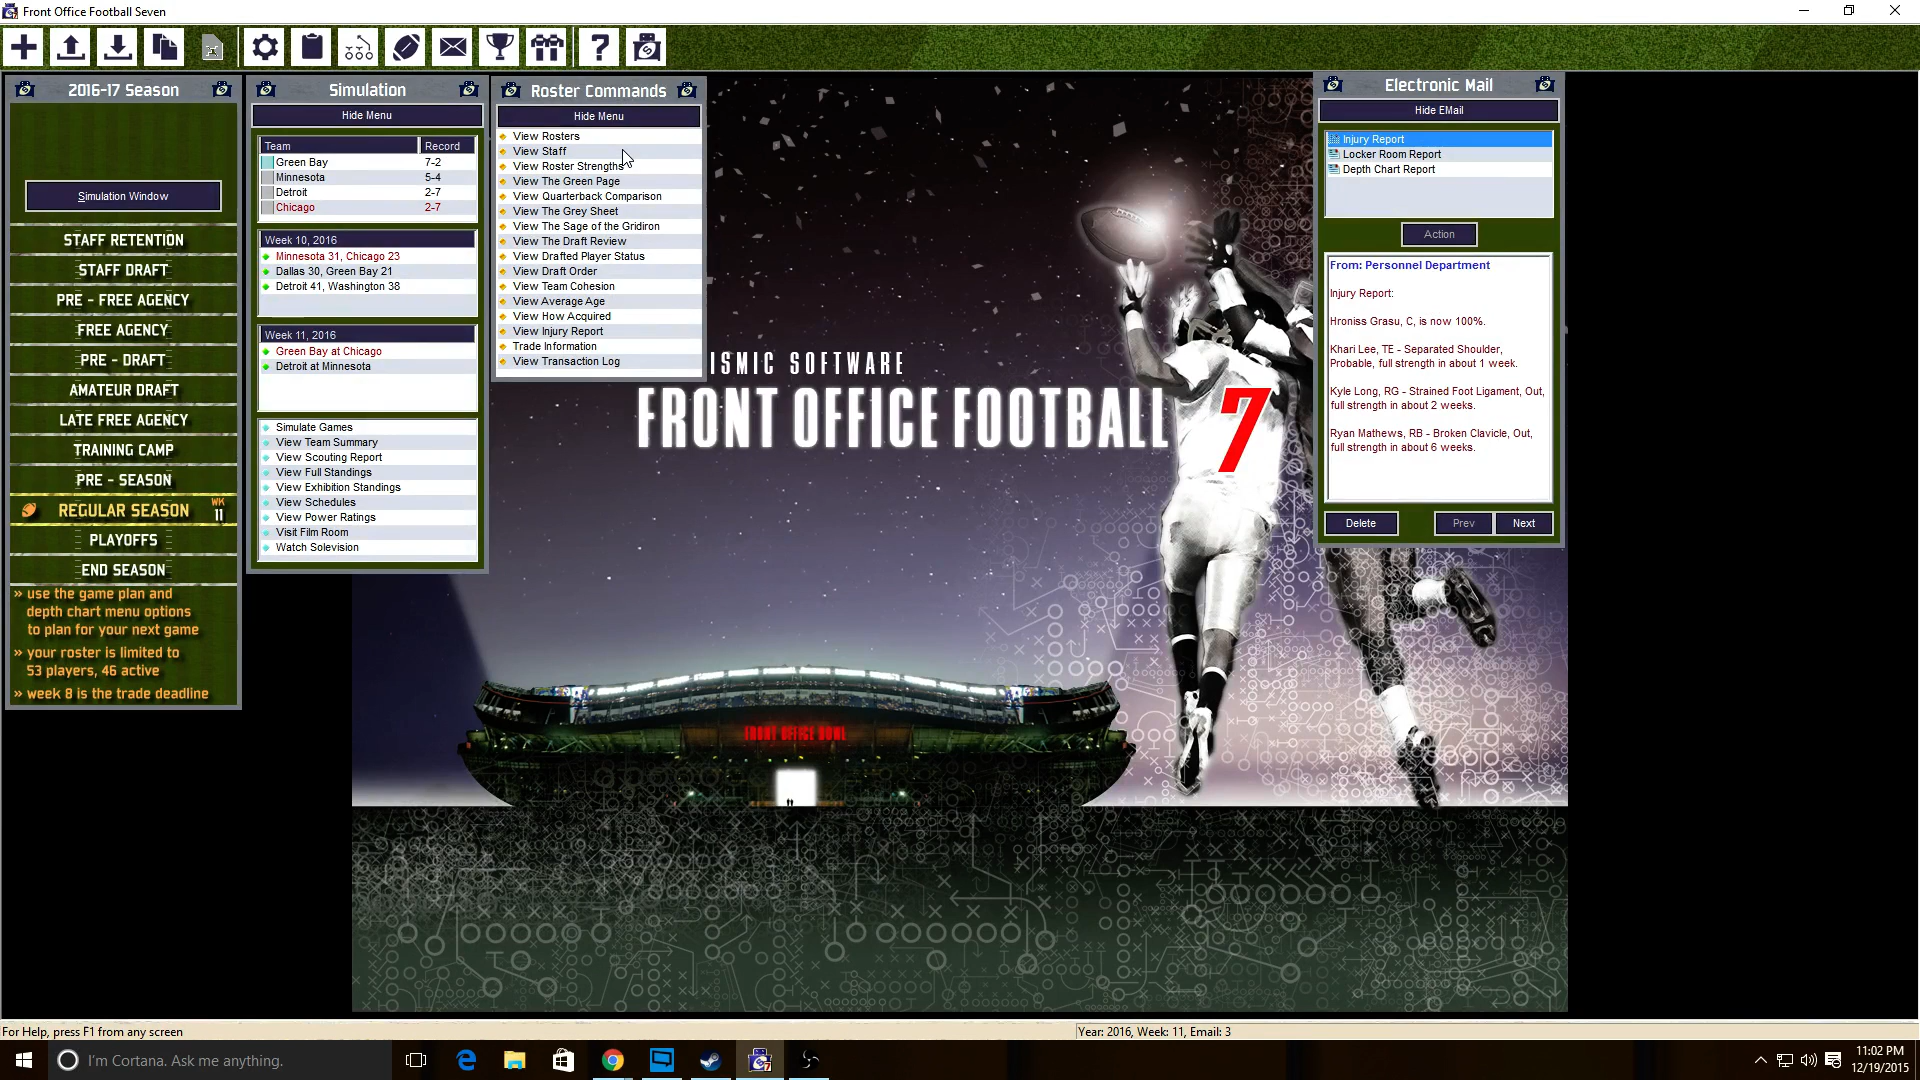 Front Office Football Seven
2016-17 Season
Simulation Window
STAFF RETENTION
STAFF DRAFT
PRE - FREE AGENCY
FREE AGENCY
PRE - DRAFT
AMATEUR DRAFT
LATE FREE AGENCY
TRAINING CAMP
PRE - SEASON
REGULAR SEASON WK 11
PLAYOFFS
END SEASON
» use the game plan and
depth chart menu options
to plan for your next game
» your roster is limited to
53 players, 46 active
» week 8 is the trade deadline
Simulation
Hide Menu
Team Record
Green Bay 7-2
Minnesota 5-4
Detroit 2-7
Chicago 2-7
Week 10, 2016
Minnesota 31, Chicago 23
Dallas 30, Green Bay 21
Detroit 41, Washington 38
Week 11, 2016
Green Bay at Chicago
Detroit at Minnesota
Simulate Games
View Team Summary
View Scouting Report
View Full Standings
View Exhibition Standings
View Schedules
View Power Ratings
Visit Film Room
Watch Solevision
Roster Commands
Hide Menu
View Rosters
View Staff
View Roster Strengths
View The Green Page
View Quarterback Comparison
View The Grey Sheet
View The Sage of the Gridiron
View The Draft Review
View Drafted Player Status
View Draft Order
View Team Cohesion
View Average Age
View How Acquired
View Injury Report
Trade Information
View Transaction Log
ISMIC SOFTWARE
FRONT OFFICE FOOTBALL
7
FRONT OFFICE BOWL
Electronic Mail
Hide EMail
Injury Report
Locker Room Report
Depth Chart Report
Action
From: Personnel Department
Injury Report:
Hroniss Grasu, C, is now 100%.
Khari Lee, TE - Separated Shoulder,
Probable, full strength in about 1 week.
Kyle Long, RG - Strained Foot Ligament, Out,
full strength in about 2 weeks.
Ryan Mathews, RB - Broken Clavicle, Out,
full strength in about 6 weeks.
Delete Prev Next
For Help, press F1 from any screen
Year: 2016, Week: 11, Email: 3
I'm Cortana. Ask me anything.
11:02 PM
12/19/2015